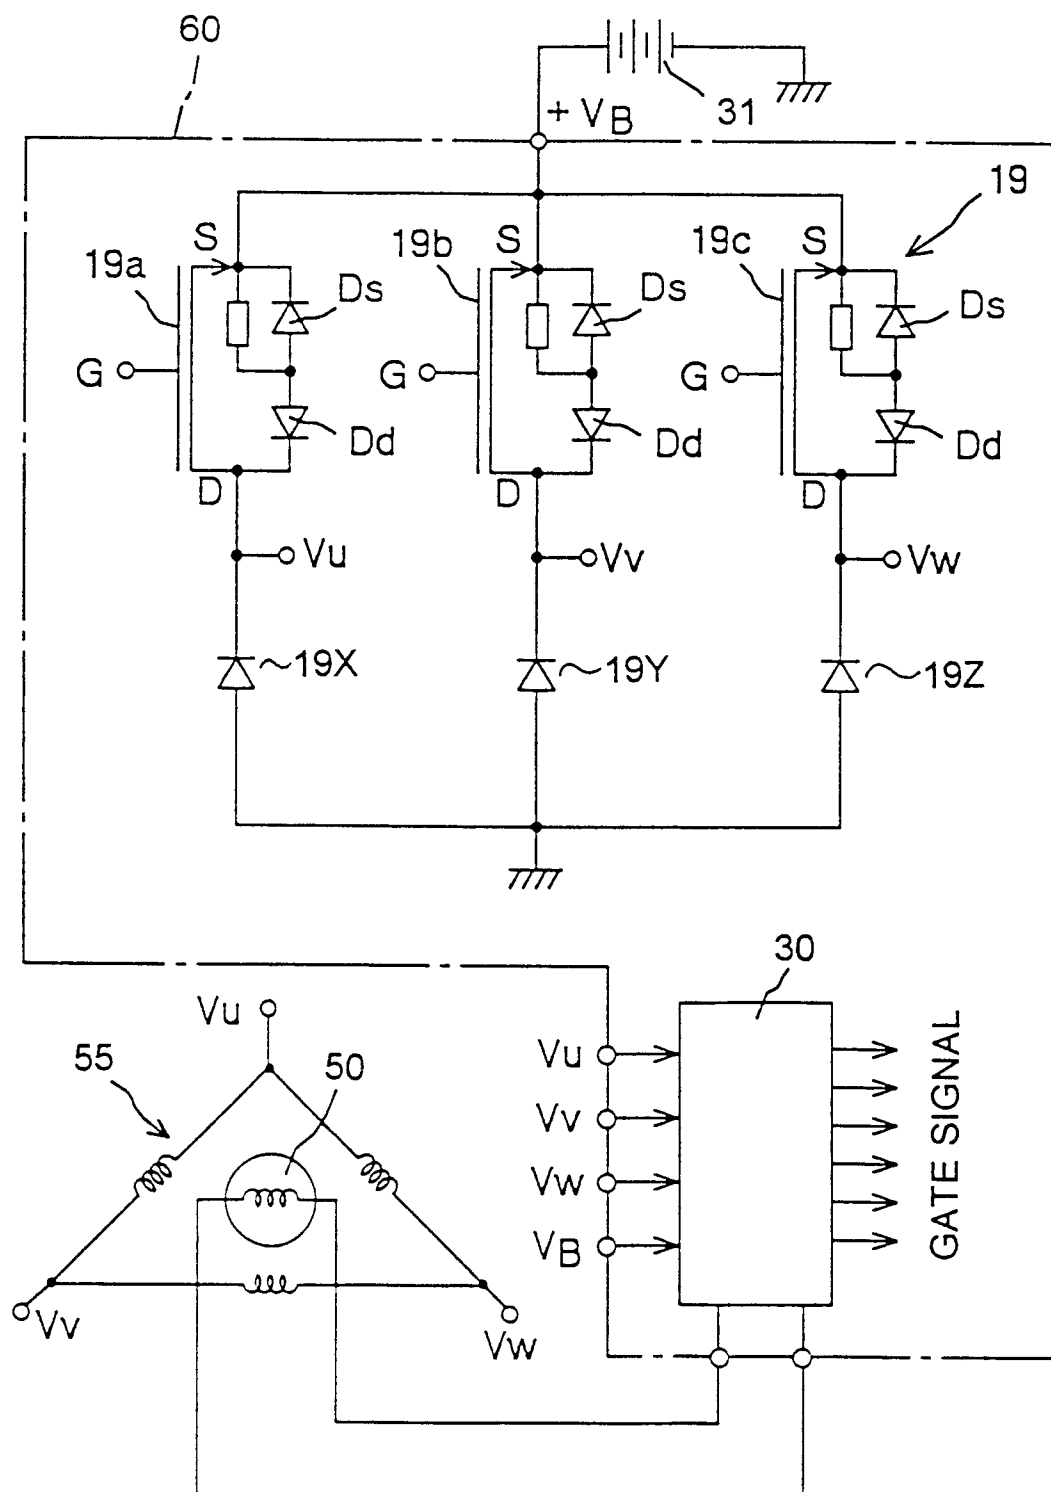 60
31
+ VB
19
S
S
S
19a
19b
19c
Ds
Ds
Ds
G
G
G
Dd
Dd
Dd
D
D
D
Vu
Vv
Vw
19X
19Y
19Z
30
Vu
55
50
Vu
Vv
Vw
VB
GATE SIGNAL
Vv
Vw